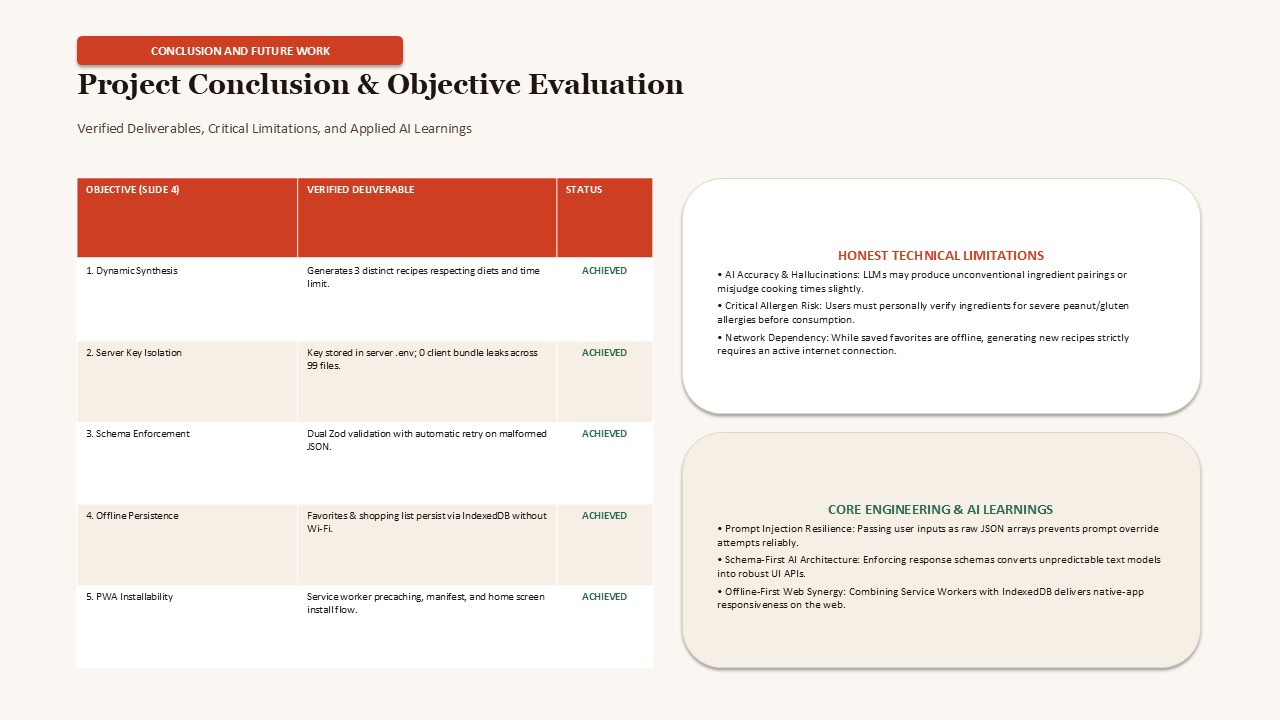 CONCLUSION AND FUTURE WORK
Project Conclusion & Objective Evaluation
Verified Deliverables, Critical Limitations, and Applied AI Learnings
OBJECTIVE (SLIDE 4)
VERIFIED DELIVERABLE
STATUS
1. Dynamic Synthesis
Generates 3 distinct recipes respecting diets and time
limit.
ACHIEVED
2. Server Key Isolation
Key stored in server .env; 0 client bundle leaks across
99 files.
ACHIEVED
3. Schema Enforcement
Dual Zod validation with automatic retry on malformed
JSON.
ACHIEVED
4. Offline Persistence
Favorites & shopping list persist via IndexedDB without
Wi-Fi.
ACHIEVED
5. PWA Installability
Service worker precaching, manifest, and home screen
install flow.
ACHIEVED
HONEST TECHNICAL LIMITATIONS
• AI Accuracy & Hallucinations: LLMs may produce unconventional ingredient pairings or
misjudge cooking times slightly.
• Critical Allergen Risk: Users must personally verify ingredients for severe peanut/gluten
allergies before consumption.
• Network Dependency: While saved favorites are offline, generating new recipes strictly
requires an active internet connection.
CORE ENGINEERING & AI LEARNINGS
• Prompt Injection Resilience: Passing user inputs as raw JSON arrays prevents prompt override
attempts reliably.
• Schema-First AI Architecture: Enforcing response schemas converts unpredictable text models
into robust UI APIs.
• Offline-First Web Synergy: Combining Service Workers with IndexedDB delivers native-app
responsiveness on the web.